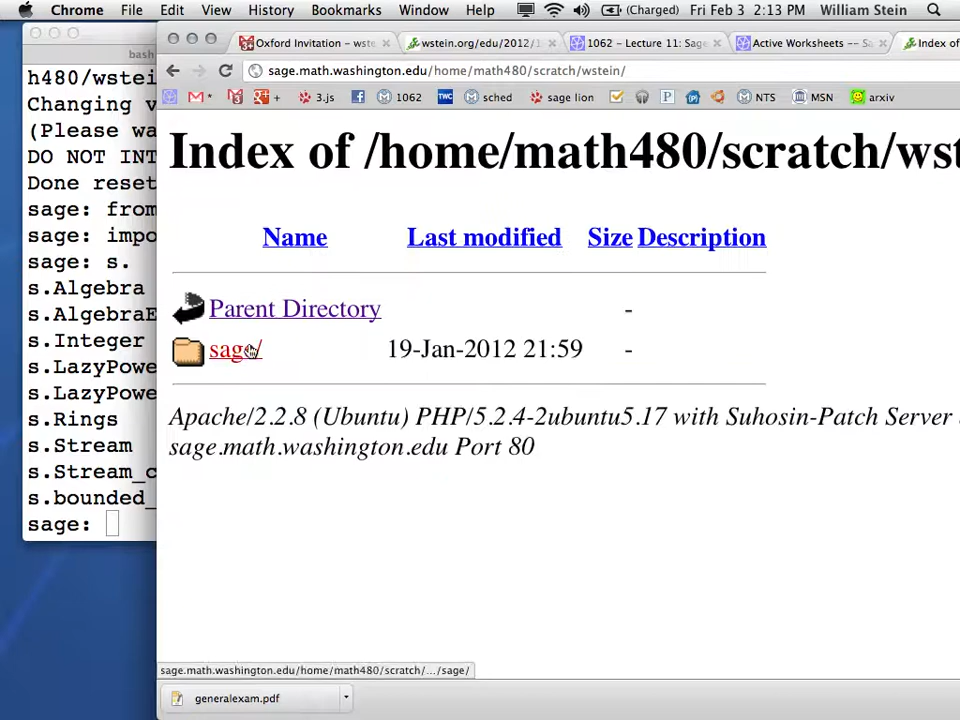 Chrome File Edit View History Bookmarks Window Help (Charged) Fri Feb 3 2:13 PM William Stein
bash
h480/wstei
Changing v
(Please wa
DO NOT INT
Done reset
sage: from
sage: impo
sage: s.
s.Algebra
s.AlgebraE
s.Integer
s.LazyPowe
s.LazyPowe
s.Rings
s.Stream
s.Stream_c
s.bounded_
sage:
Oxford Invitation - wste
wstein.org/edu/2012/1
1062 - Lecture 11: Sage
Active Worksheets -- Sa
Index of
sage.math.washington.edu/home/math480/scratch/wstein/
3.js 1062 sched sage lion NTS MSN arxiv
Index of /home/math480/scratch/wst
Name Last modified Size Description
Parent Directory -
sage/ 19-Jan-2012 21:59 -
Apache/2.2.8 (Ubuntu) PHP/5.2.4-2ubuntu5.17 with Suhosin-Patch Server
sage.math.washington.edu Port 80
sage.math.washington.edu/home/math480/scratch/.../sage/
generalexam.pdf